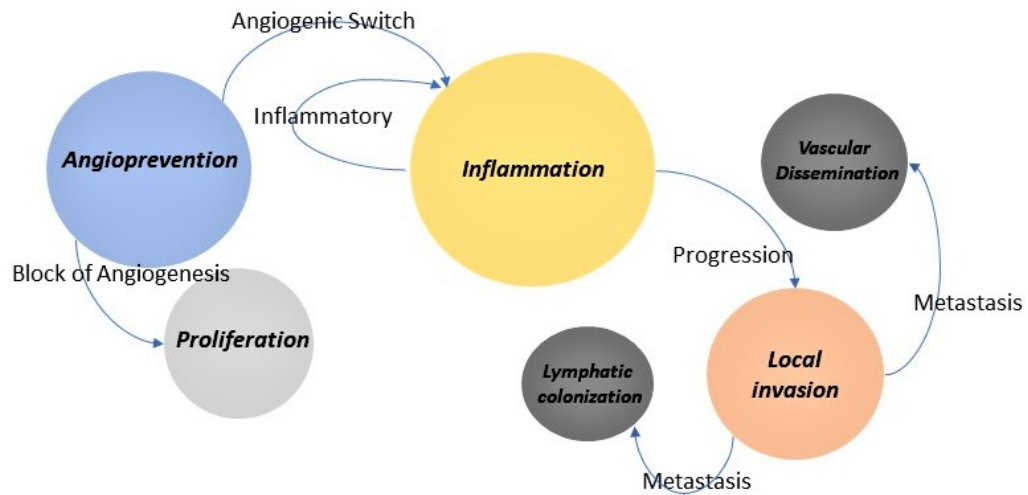 Angiogenic Switch
Inflammatory
Angioprevention
Inflammation
Vascular
Dissemination
Progression
Block of Angiogenesis
Metastasis
Proliferation
Lymphatic
colonization
Local
invasion
Metastasis